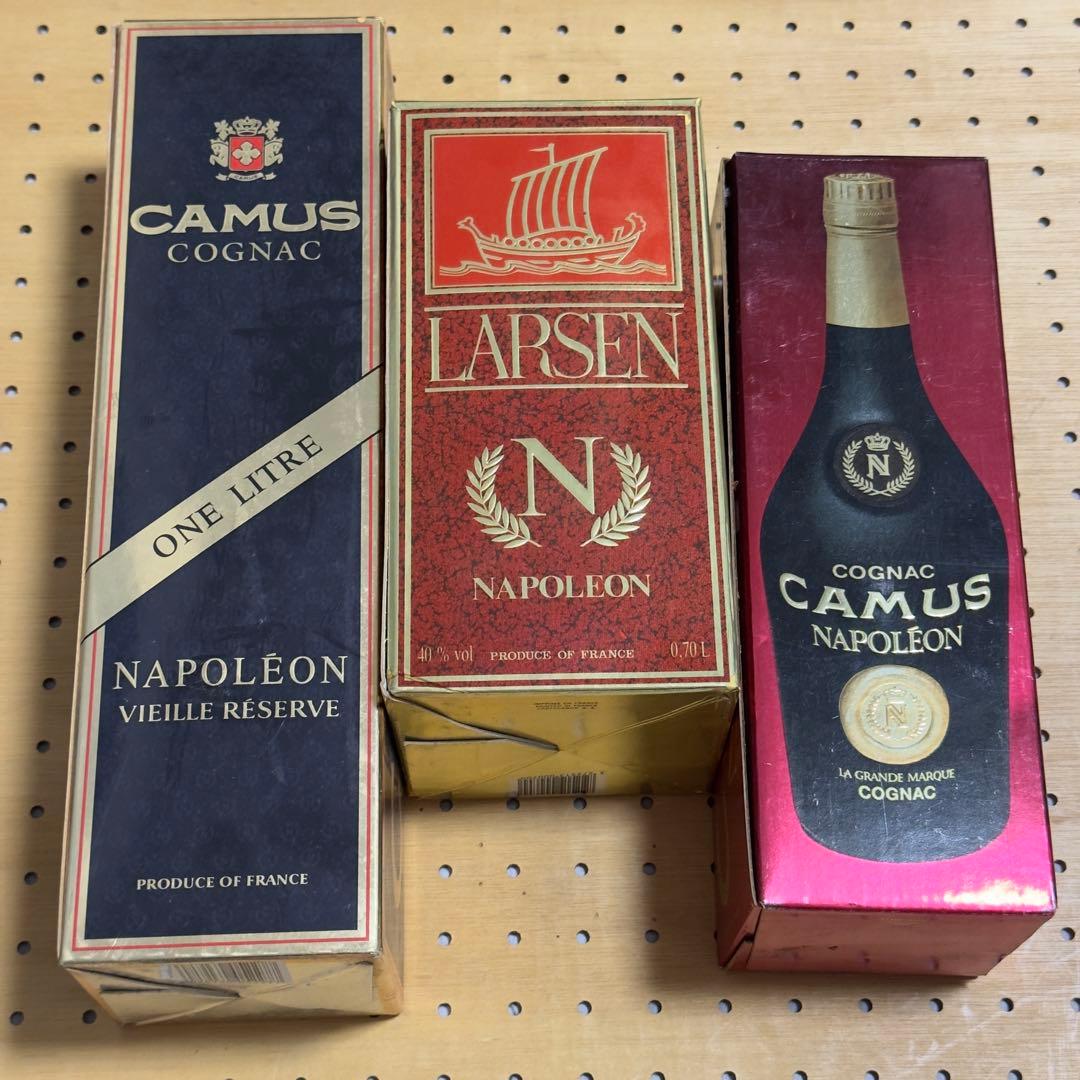 CAMUS
COGNAC
ONE LITRE
NAPOLÉON
VIEILLE RÉSERVE
PRODUCE OF FRANCE
LARSEN
N
NAPOLEON
40 % vol PRODUCE OF FRANCE 0,70 L
N
COGNAC
CAMUS
NAPOLÉON
N
LA GRANDE MARQUE
COGNAC